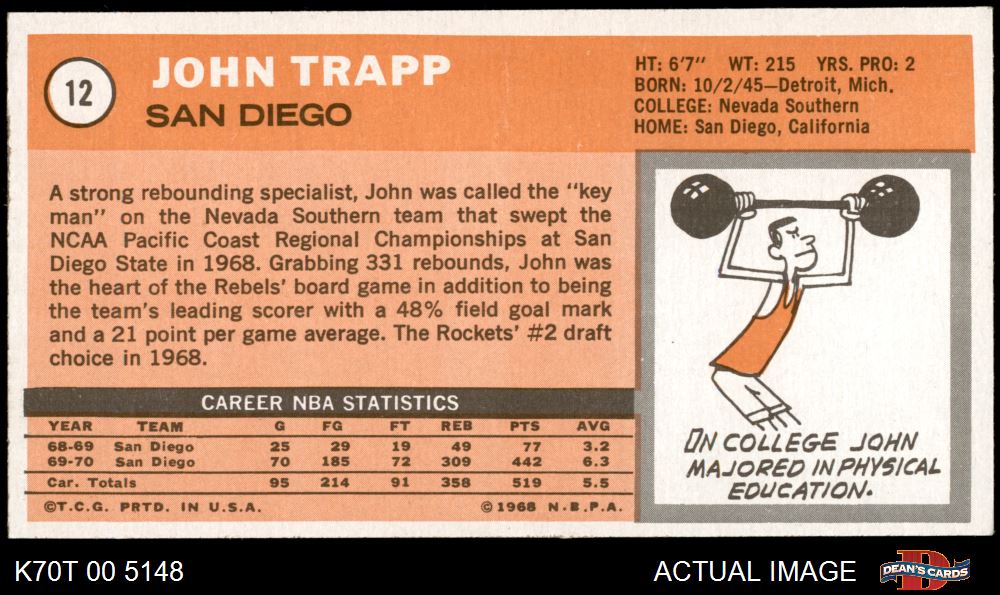 12
JOHN TRAPP
SAN DIEGO
HT: 6'7" WT: 215 YRS. PRO: 2
BORN: 10/2/45—Detroit, Mich.
COLLEGE: Nevada Southern
HOME: San Diego, California
A strong rebounding specialist, John was called the "key
man" on the Nevada Southern team that swept the
NCAA Pacific Coast Regional Championships at San
Diego State in 1968. Grabbing 331 rebounds, John was
the heart of the Rebels' board game in addition to being
the team's leading scorer with a 48% field goal mark
and a 21 point per game average. The Rockets' #2 draft
choice in 1968.
CAREER NBA STATISTICS
YEAR TEAM G FG FT REB PTS AVG
68-69 San Diego 25 29 19 49 77 3.2
69-70 San Diego 70 185 72 309 442 6.3
Car. Totals 95 214 91 358 519 5.5
©T.C.G. PRTD. IN U.S.A. ©1968 N.B.P.A.
IN COLLEGE JOHN
MAJORED IN PHYSICAL
EDUCATION.
K70T 00 5148
ACTUAL IMAGE
D
DEAN'S CARDS